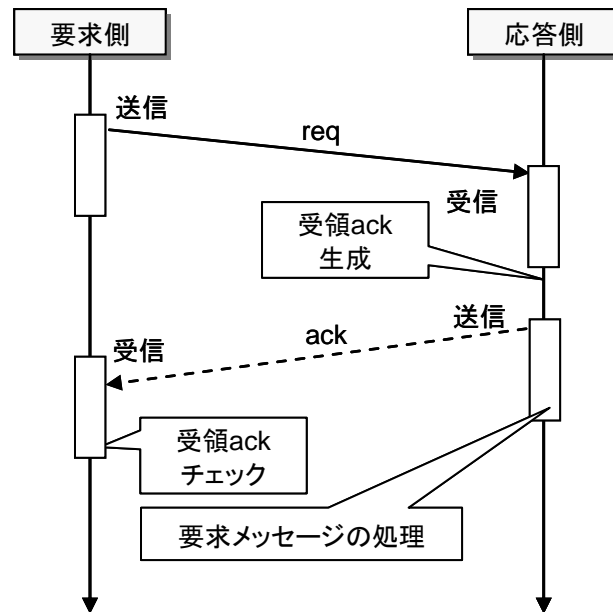 要求側
応答側
送信
req
受信
受領ack
生成
送信
ack
受信
受領ack
チェック
要求メッセージの処理